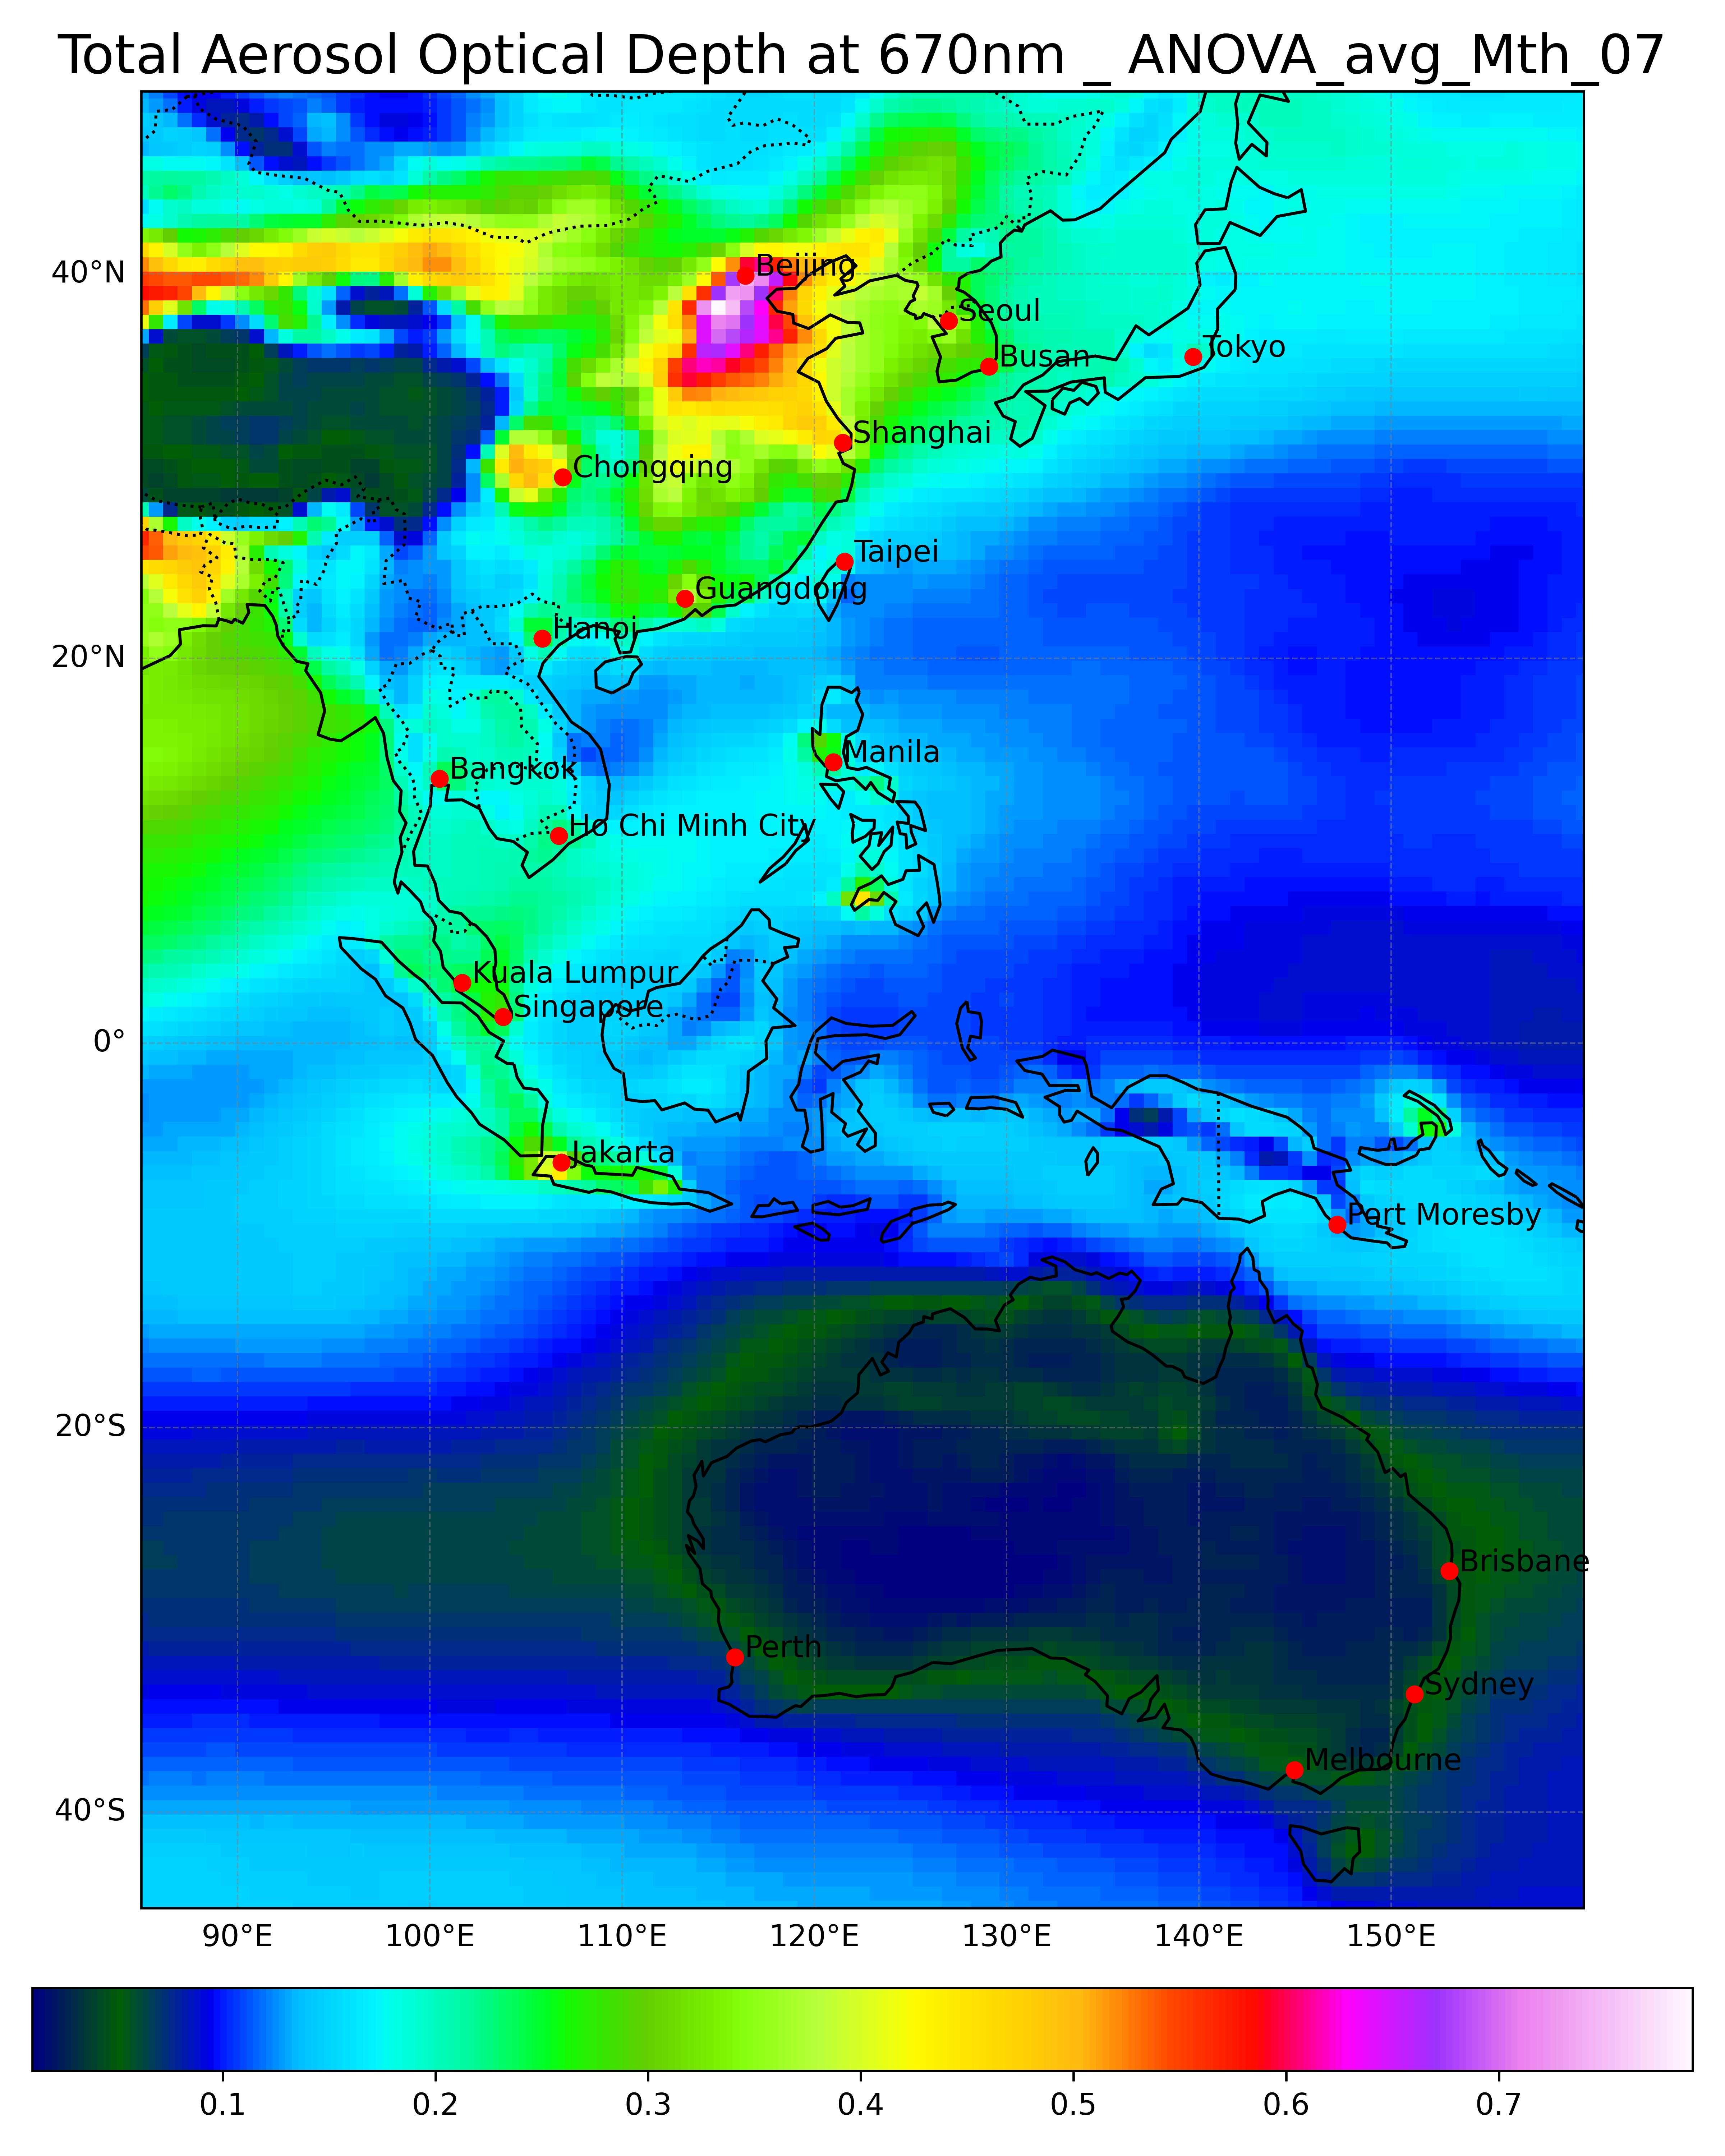 Total Aerosol Optical Depth at 670nm _ ANOVA_avg_Mth_07
40°N
20°N
0°
20°S
40°S
Beijing
Seoul
Busan
Tokyo
Shanghai
Chongqing
Taipei
Guangdong
Hanoi
Manila
Bangkok
Ho Chi Minh City
Kuala Lumpur
Singapore
Jakarta
Port Moresby
Brisbane
Perth
Sydney
Melbourne
90°E 100°E 110°E 120°E 130°E 140°E 150°E
0.1 0.2 0.3 0.4 0.5 0.6 0.7